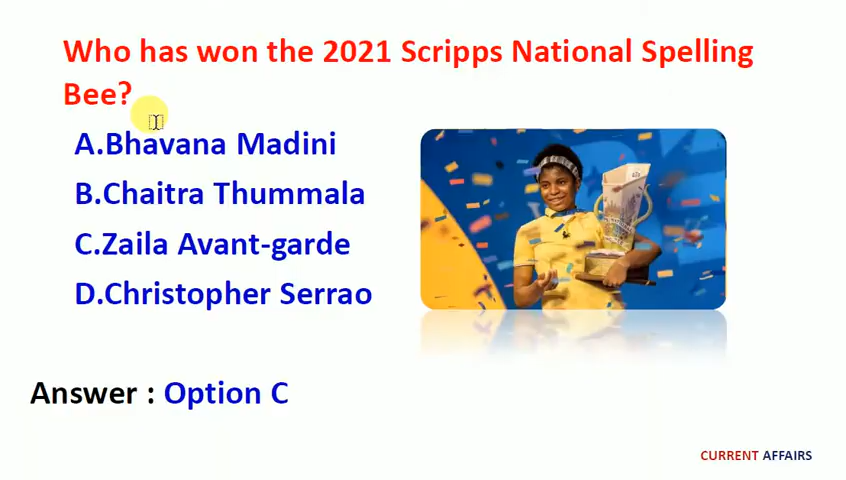 Who has won the 2021 Scripps National Spelling
Bee?
A.Bhavana Madini
B.Chaitra Thummala
C.Zaila Avant-garde
D.Christopher Serrao
Answer : Option C
CURRENT AFFAIRS